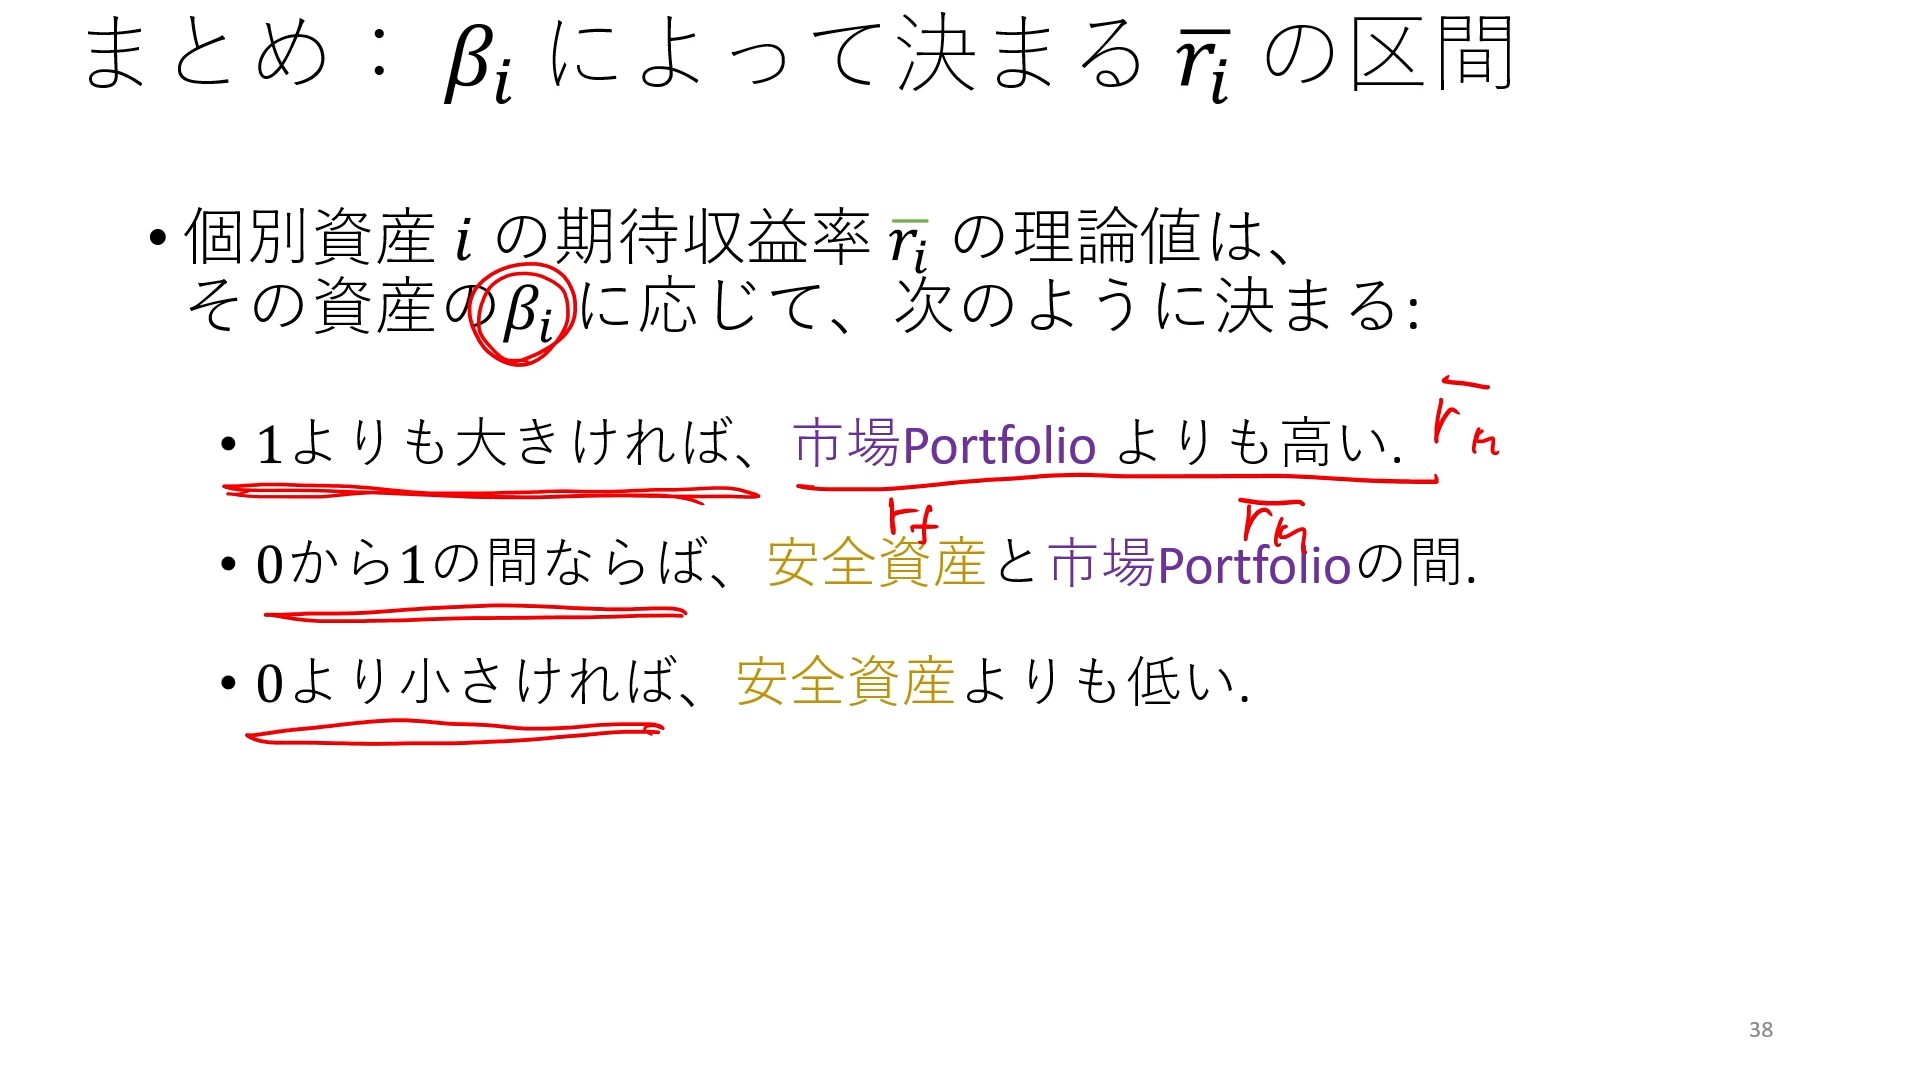 まとめ： βᵢ によって決まる r̅ᵢ の区間
• 個別資産 i の期待収益率 r̅ᵢ の理論値は、
その資産のβᵢ に応じて、次のように決まる:
• 1よりも大きければ、市場Portfolio よりも高い.
r̅ₘ
r_f
r̅ₘ
• 0から1の間ならば、安全資産と市場Portfolioの間.
• 0より小さければ、安全資産よりも低い.
38